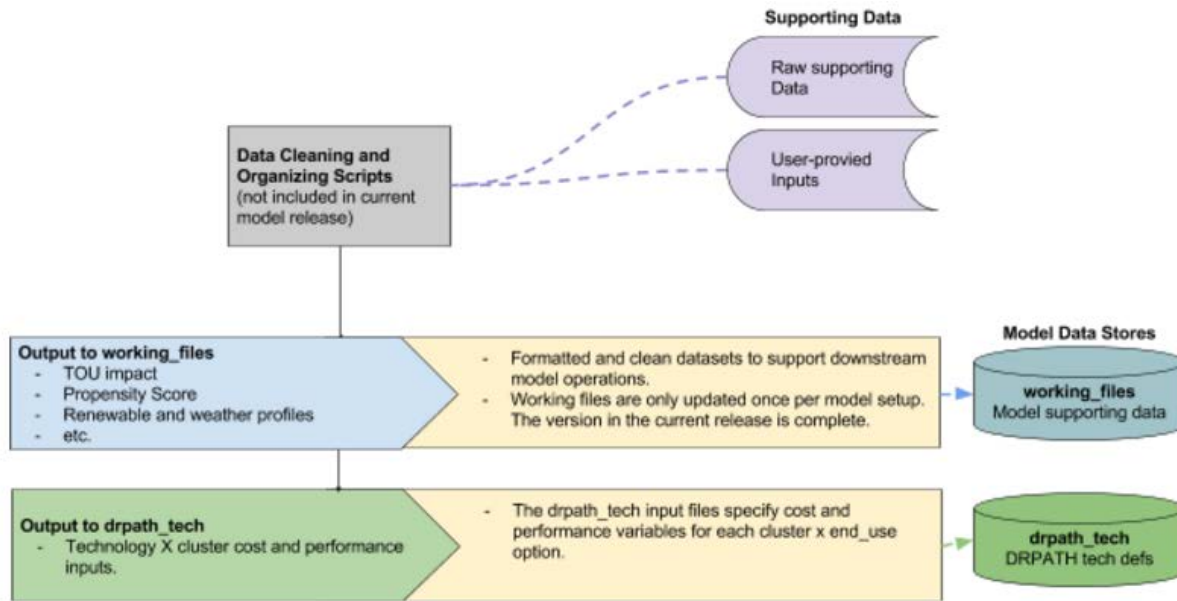 Supporting Data
Raw supporting
Data
User-provied
Inputs
Data Cleaning and
Organizing Scripts
(not included in current
model release)
Output to working_files
- TOU impact
- Propensity Score
- Renewable and weather profiles
- etc.
- Formatted and clean datasets to support downstream
model operations.
- Working files are only updated once per model setup.
The version in the current release is complete.
Model Data Stores
working_files
Model supporting data
Output to drpath_tech
- Technology X cluster cost and performance
inputs.
- The drpath_tech input files specify cost and
performance variables for each cluster x end_use
option.
drpath_tech
DRPATH tech defs